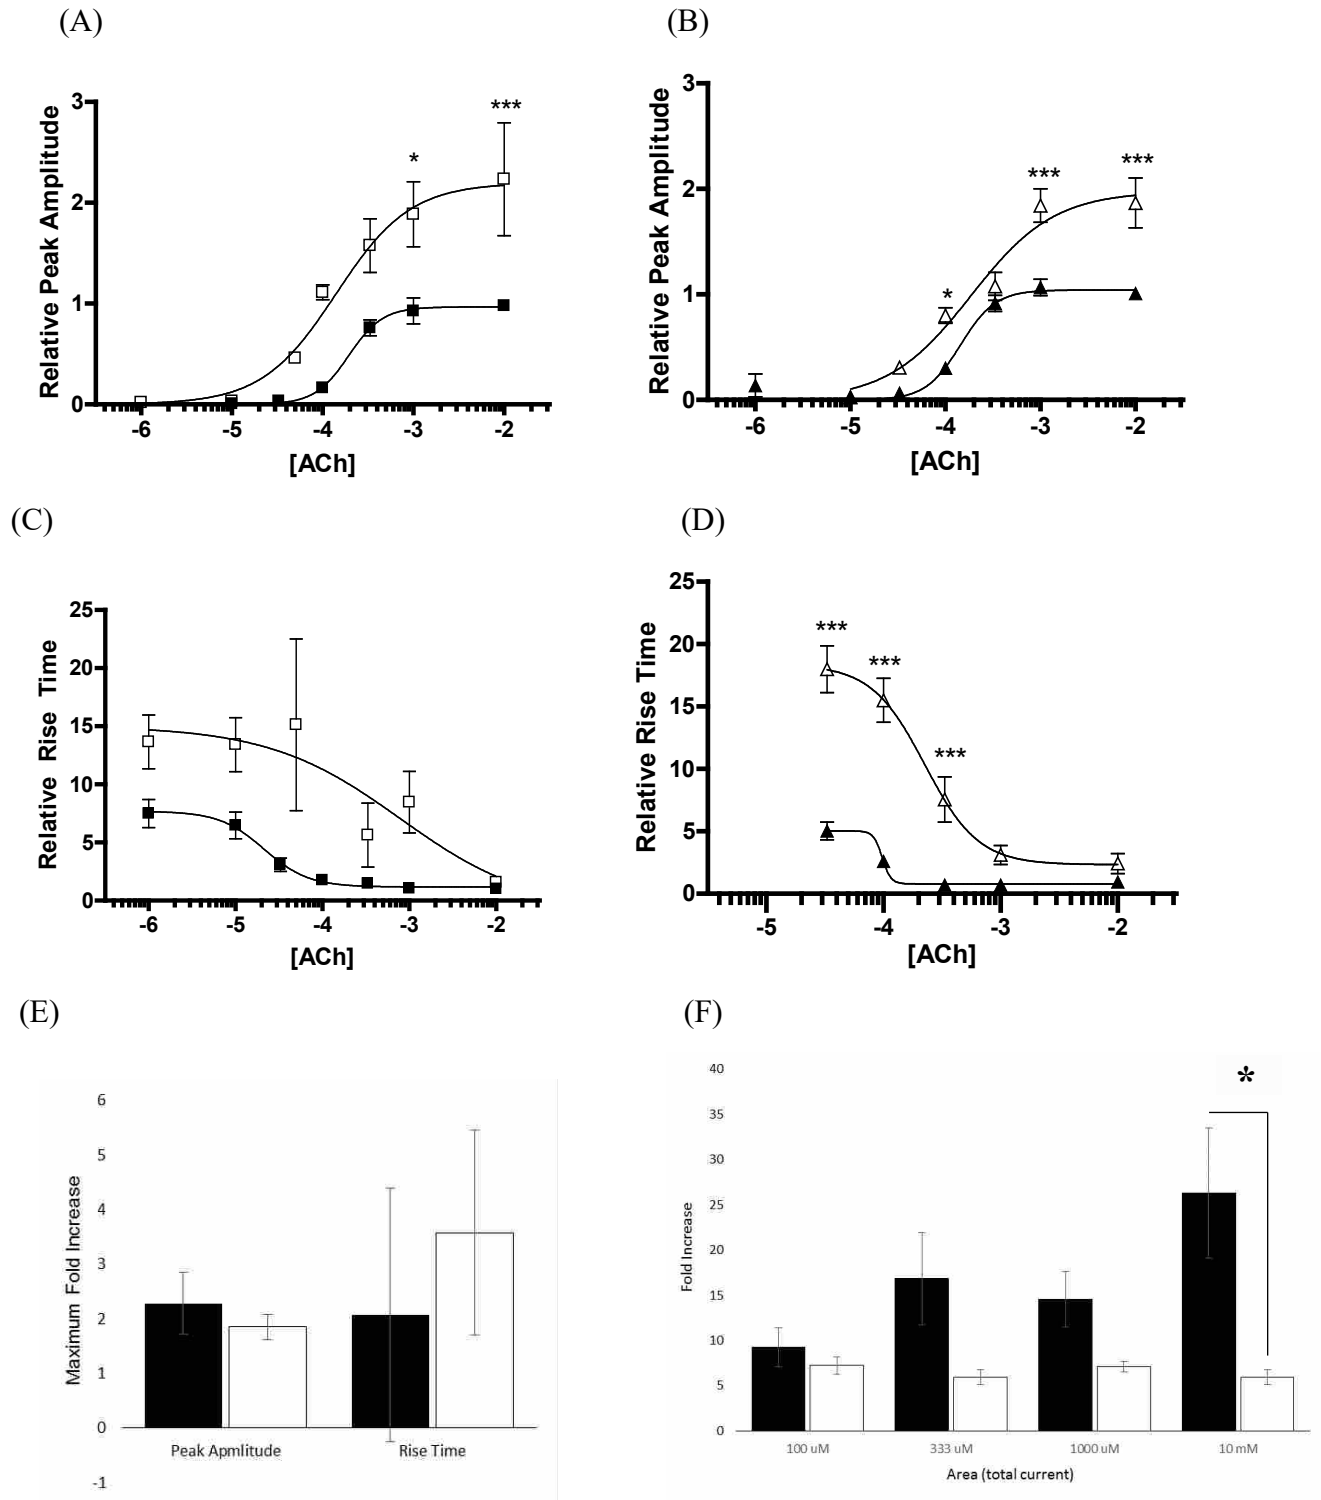 (A)
(B)
Relative Peak Amplitude
3
2
1
0
*
***
-6 -5 -4 -3 -2
[ACh]
Relative Peak Amplitude
3
2
1
0
*
***
***
-6 -5 -4 -3 -2
[ACh]
(C)
(D)
Relative Rise Time
25
20
15
10
5
0
-6 -5 -4 -3 -2
[ACh]
Relative Rise Time
25
20
15
10
5
0
***
***
***
-5 -4 -3 -2
[ACh]
(E)
(F)
Maximum Fold Increase
6
5
4
3
2
1
0
-1
Peak Apmlitude Rise Time
Fold Increase
40
35
30
25
20
15
10
5
0
*
100 uM 333 uM 1000 uM 10 mM
Area (total current)